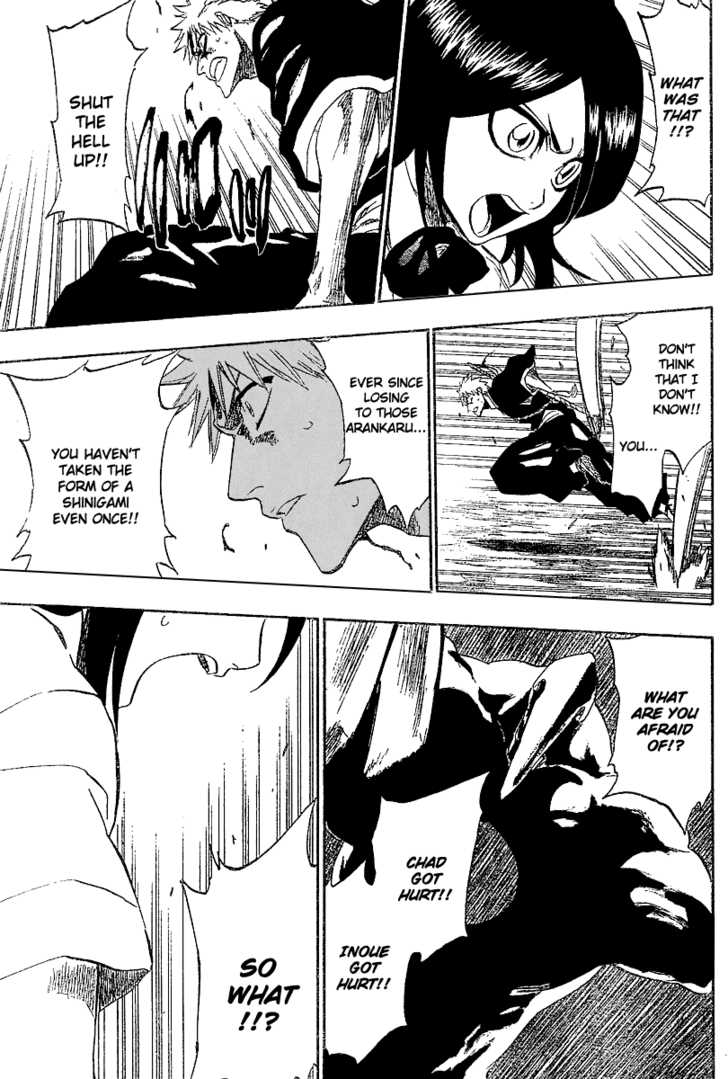 WHAT
WAS
THAT
!!?
SHUT
THE
HELL
UP!!
DON'T
THINK
THAT I
DON'T
KNOW!!
YOU...
EVER SINCE
LOSING
TO THOSE
ARANKARU...
YOU HAVEN'T
TAKEN THE
FORM OF A
SHINIGAMI
EVEN ONCE!!
WHAT
ARE YOU
AFRAID
OF!?
CHAD
GOT
HURT!!
INOUE
GOT
HURT!!
SO
WHAT
!!?